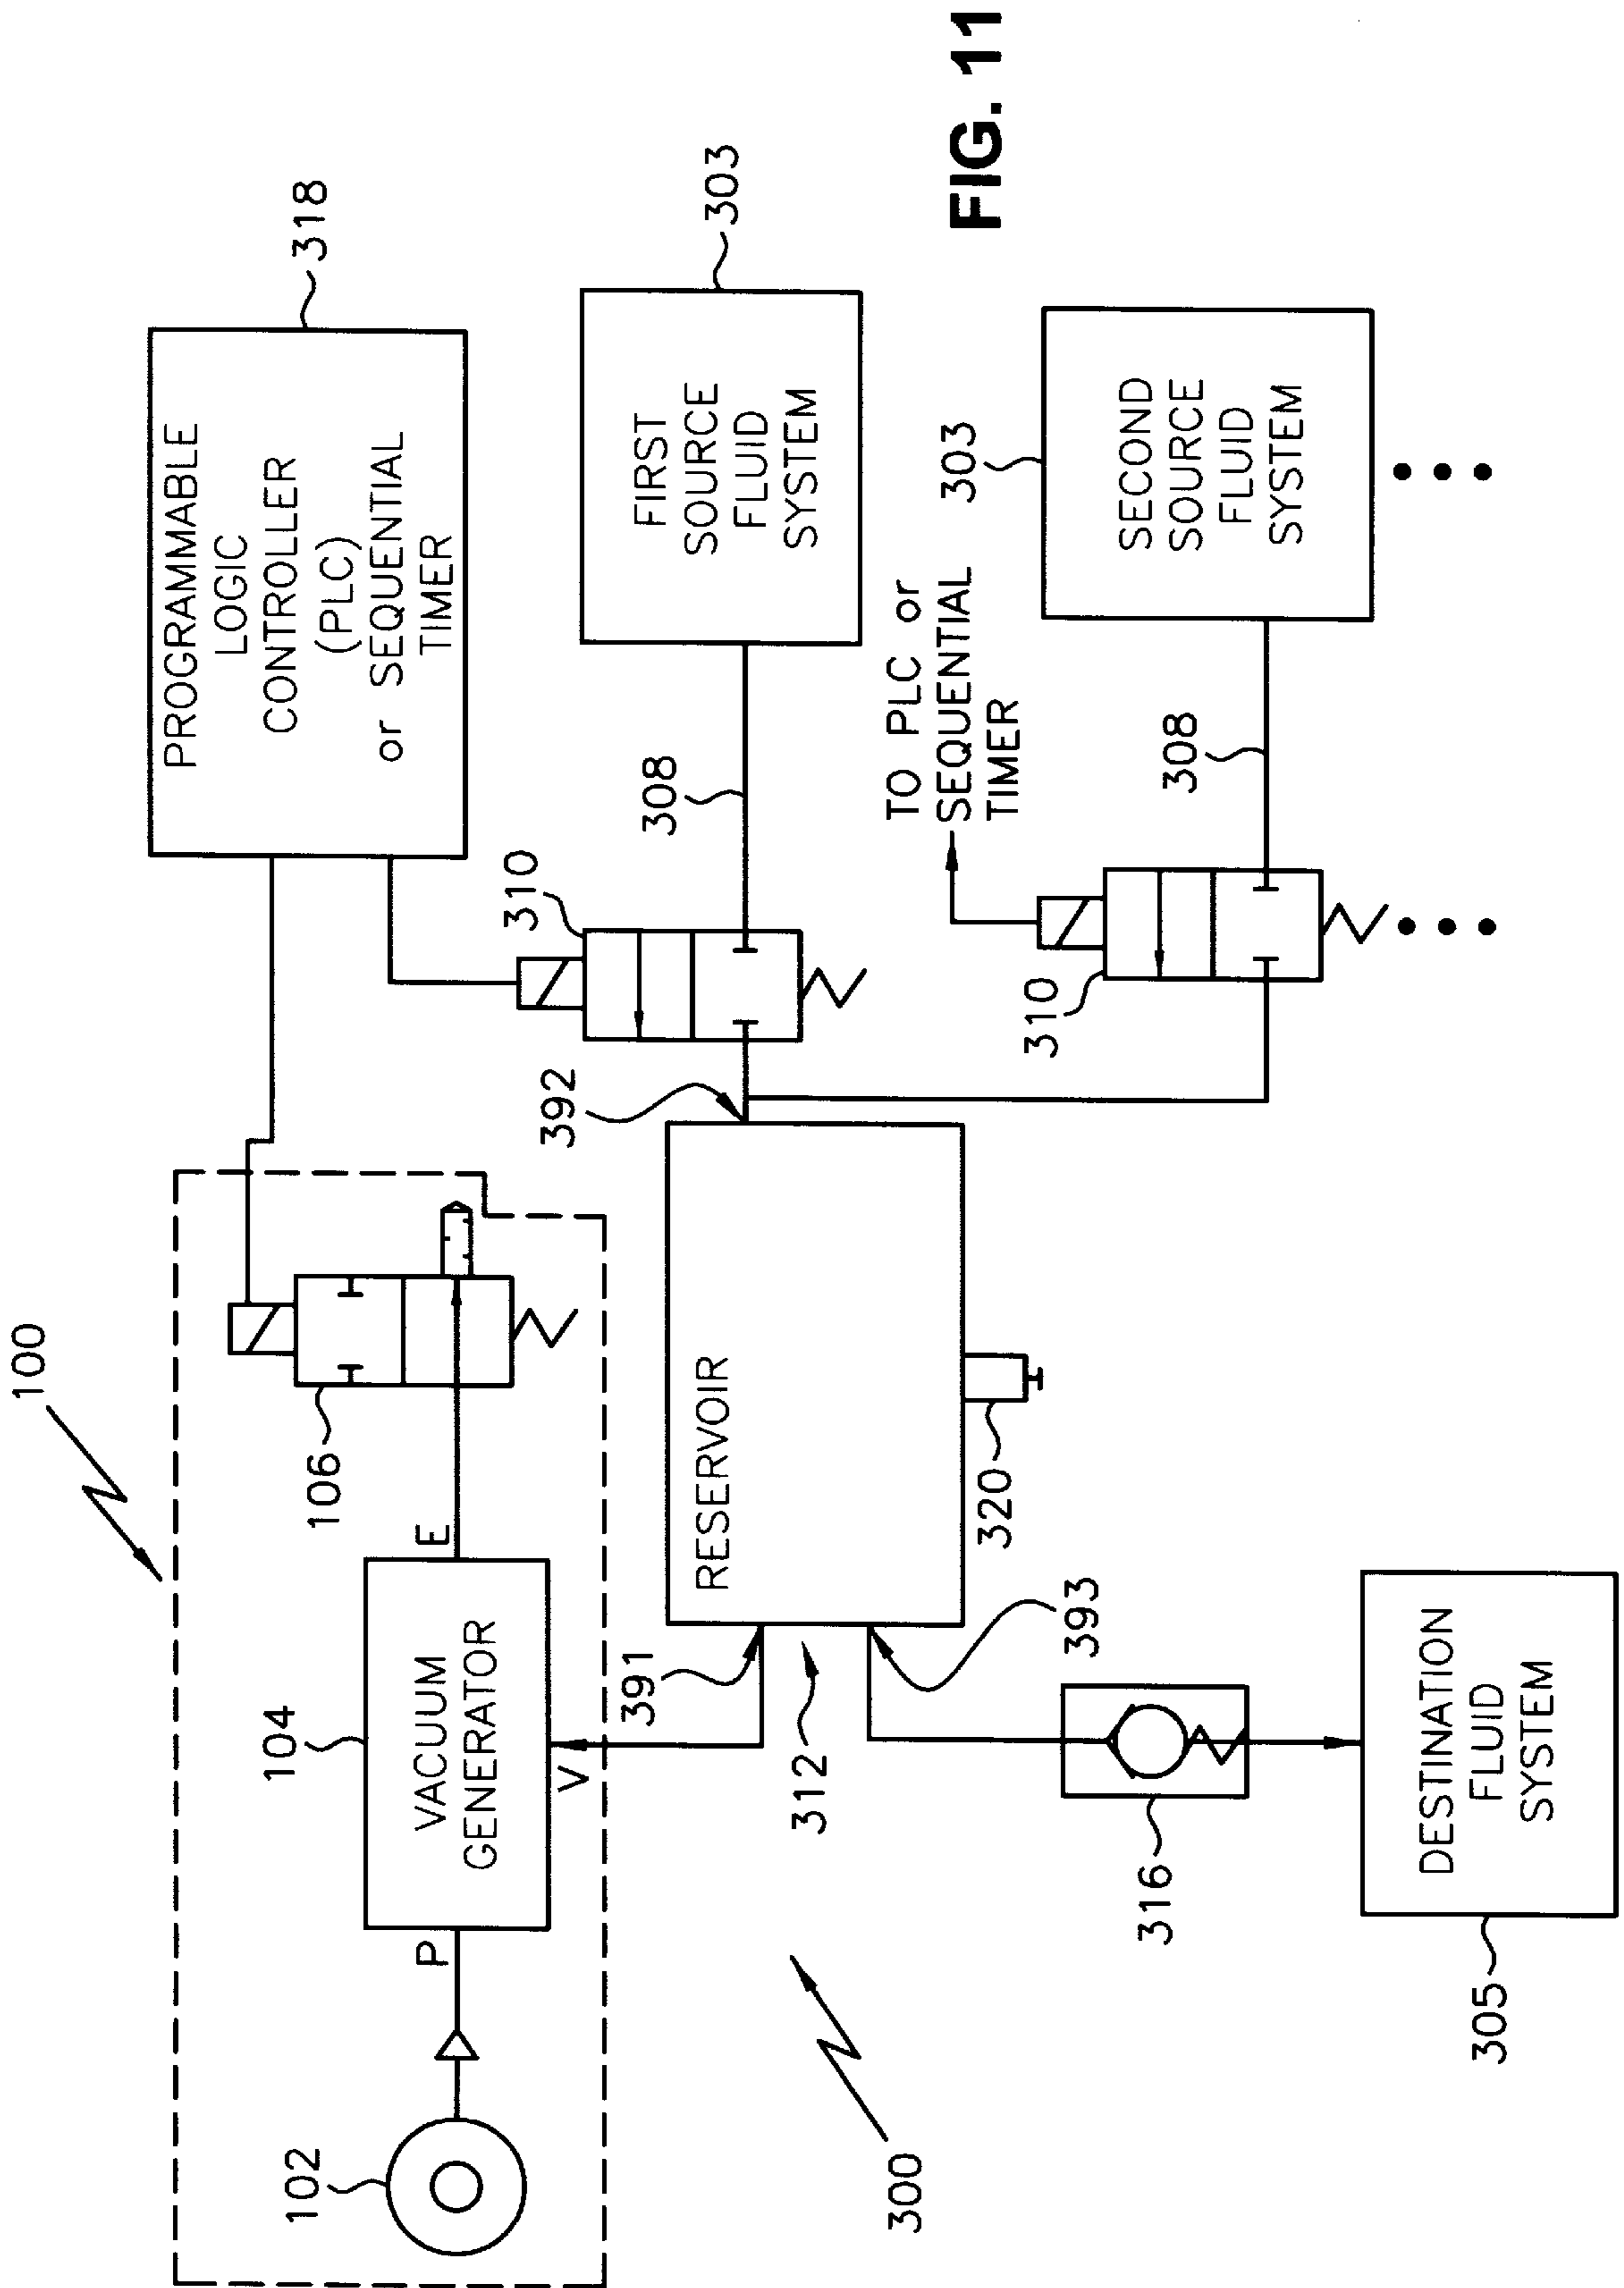 100
102
P
104
VACUUM
GENERATOR
V
E
106
PROGRAMMABLE
LOGIC
CONTROLLER
(PLC)
or SEQUENTIAL
TIMER
318
391
312
393
RESERVOIR
320
392
310
308
FIRST
SOURCE
FLUID
SYSTEM
303
300
316
305
DESTINATION
FLUID
SYSTEM
310
TO PLC or
SEQUENTIAL
TIMER
308
303
SECOND
SOURCE
FLUID
SYSTEM
FIG. 11